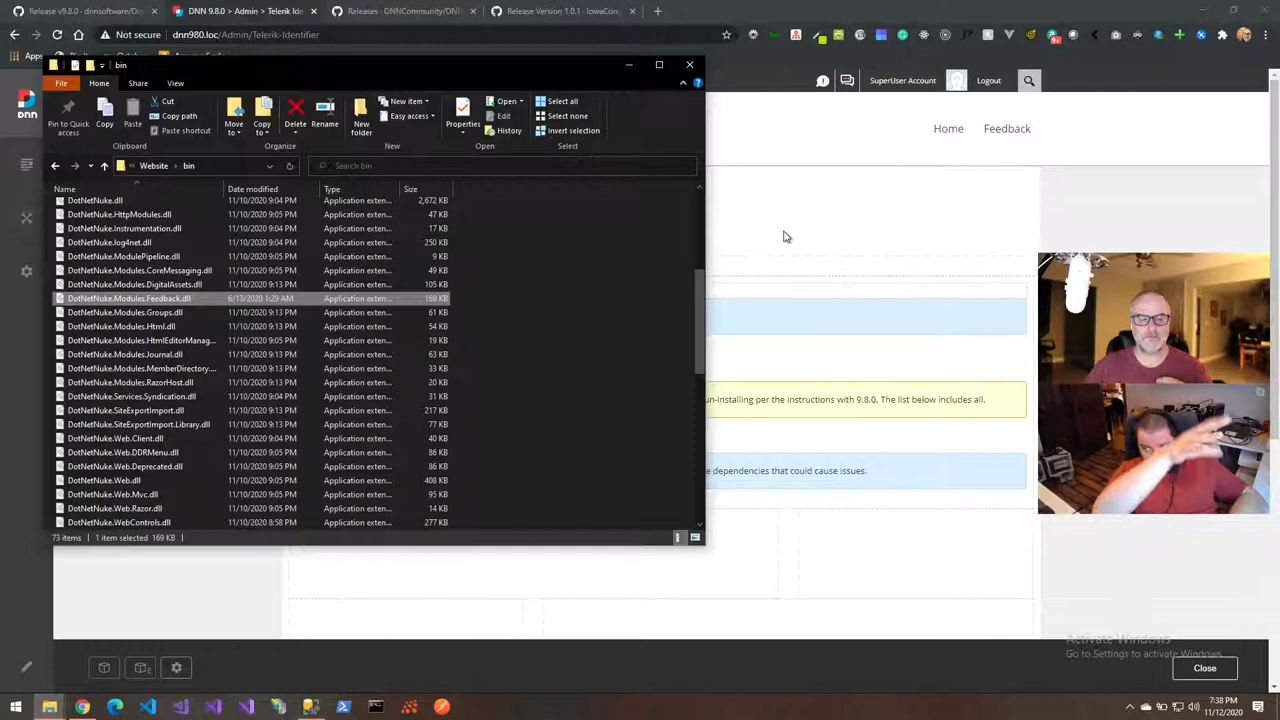 Release v9.8.0 · dnnsoftware/Dn
DNN 9.8.0 > Admin > Telerik Ide
Releases · DNNCommunity/DNN
Release Version 1.0.1 · IowaCom
Not secure
dnn980.loc/Admin/Telerik-Identifier
bin
File
Home
Share
View
Pin to Quick access
Copy
Paste
Cut
Copy path
Paste shortcut
Clipboard
Move to
Copy to
Delete
Rename
Organize
New folder
New item
Easy access
New
Properties
Open
Edit
History
Open
Select all
Select none
Invert selection
Select
Website
bin
Search bin
Name
Date modified
Type
Size
DotNetNuke.dll 11/10/2020 9:04 PM Application exten... 2,672 KB
DotNetNuke.HttpModules.dll 11/10/2020 9:05 PM Application exten... 47 KB
DotNetNuke.Instrumentation.dll 11/10/2020 9:04 PM Application exten... 17 KB
DotNetNuke.log4net.dll 11/10/2020 9:04 PM Application exten... 250 KB
DotNetNuke.ModulePipeline.dll 11/10/2020 9:05 PM Application exten... 9 KB
DotNetNuke.Modules.CoreMessaging.dll 11/10/2020 9:05 PM Application exten... 49 KB
DotNetNuke.Modules.DigitalAssets.dll 11/10/2020 9:13 PM Application exten... 105 KB
DotNetNuke.Modules.Feedback.dll 6/13/2020 1:29 AM Application exten... 169 KB
DotNetNuke.Modules.Groups.dll 11/10/2020 9:13 PM Application exten... 61 KB
DotNetNuke.Modules.Html.dll 11/10/2020 9:13 PM Application exten... 54 KB
DotNetNuke.Modules.HtmlEditorManag... 11/10/2020 9:05 PM Application exten... 19 KB
DotNetNuke.Modules.Journal.dll 11/10/2020 9:13 PM Application exten... 63 KB
DotNetNuke.Modules.MemberDirectory.... 11/10/2020 9:13 PM Application exten... 33 KB
DotNetNuke.Modules.RazorHost.dll 11/10/2020 9:13 PM Application exten... 20 KB
DotNetNuke.Services.Syndication.dll 11/10/2020 9:05 PM Application exten... 31 KB
DotNetNuke.SiteExportImport.dll 11/10/2020 9:13 PM Application exten... 217 KB
DotNetNuke.SiteExportImport.Library.dll 11/10/2020 9:13 PM Application exten... 77 KB
DotNetNuke.Web.Client.dll 11/10/2020 9:04 PM Application exten... 40 KB
DotNetNuke.Web.DDRMenu.dll 11/10/2020 9:05 PM Application exten... 86 KB
DotNetNuke.Web.Deprecated.dll 11/10/2020 9:05 PM Application exten... 86 KB
DotNetNuke.Web.dll 11/10/2020 9:05 PM Application exten... 408 KB
DotNetNuke.Web.Mvc.dll 11/10/2020 9:05 PM Application exten... 95 KB
DotNetNuke.Web.Razor.dll 11/10/2020 9:05 PM Application exten... 14 KB
DotNetNuke.WebControls.dll 11/10/2020 8:58 PM Application exten... 277 KB
73 items
1 item selected 169 KB
dnn
SuperUser Account
Logout
Home
Feedback
un-installing per the instructions with 9.8.0. The list below includes all.
e dependencies that could cause issues.
Activate Windows
Go to Settings to activate Windows.
Close
7:38 PM
11/12/2020